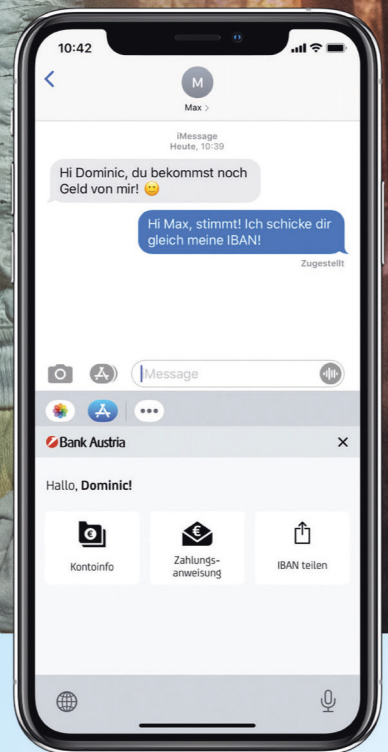 10:42
M
Max >
iMessage
Heute, 10:39
Hi Dominic, du bekommst noch
Geld von mir! 🙂
Hi Max, stimmt! Ich schicke dir
gleich meine IBAN!
Zugestellt
iMessage
Bank Austria
Hallo, Dominic!
Kontoinfo
Zahlungs-
anweisung
IBAN teilen